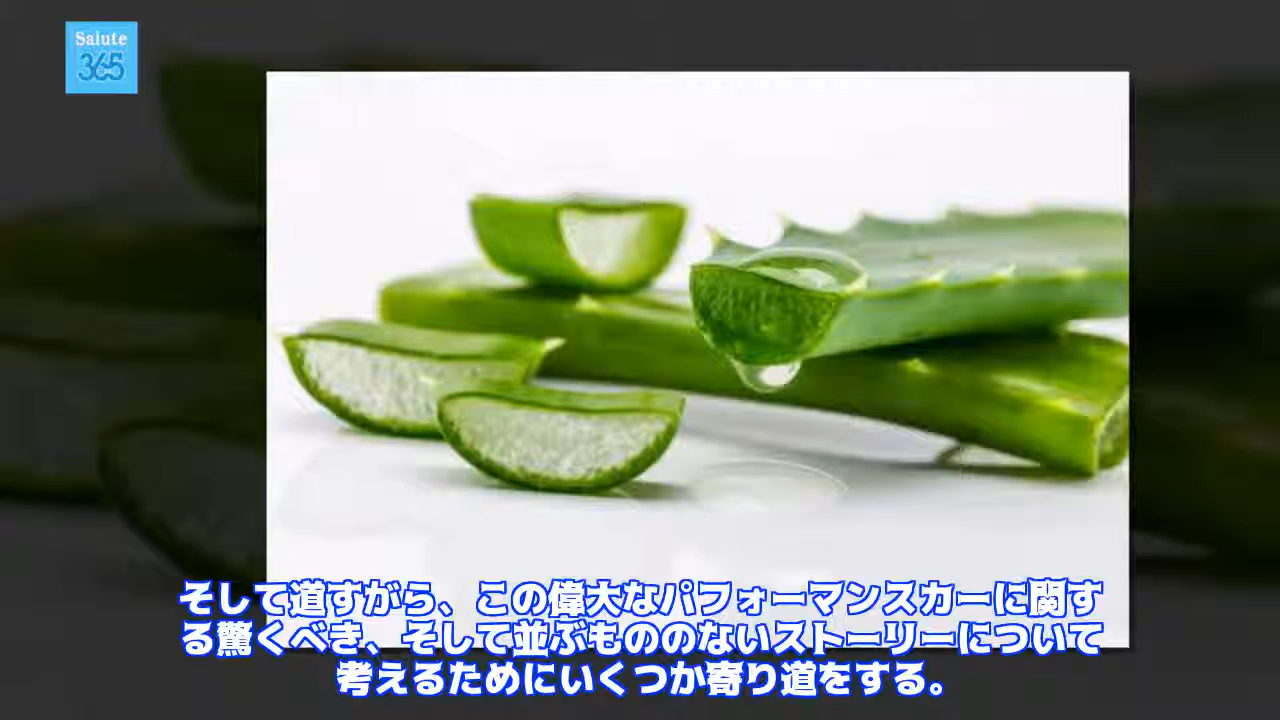 Salute
365
そして道すがら、この偉大なパフォーマンスカーに関す
る驚くべき、そして並ぶもののないストーリーについて
考えるためにいくつか寄り道をする。